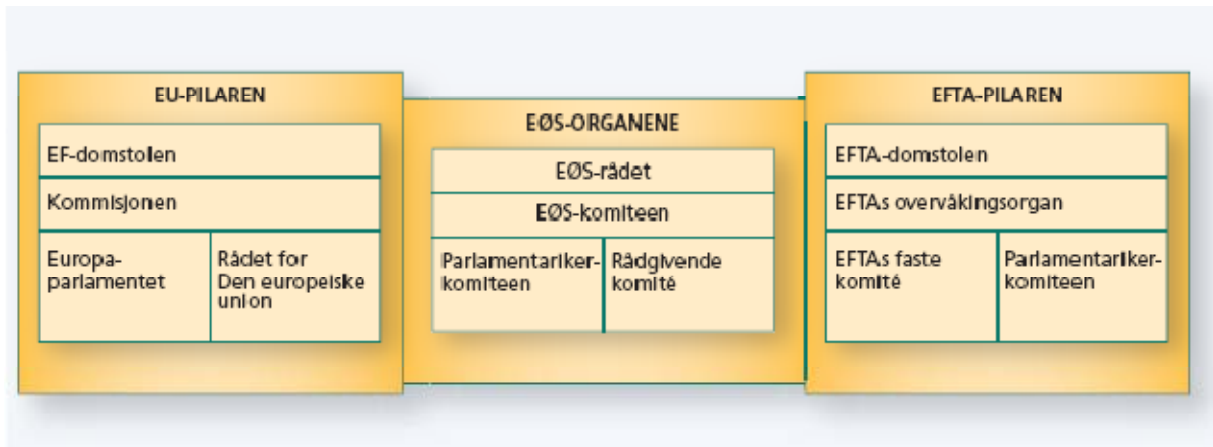 EU-PILAREN
EF-domstolen
Kommisjonen
Europa-
parlamentet
Rådet for
Den europeiske
union
EØS-ORGANENE
EØS-rådet
EØS-komiteen
Parlamentariker-
komiteen
Rådgivende
komité
EFTA-PILAREN
EFTA-domstolen
EFTAs overvåkingsorgan
EFTAs faste
komité
Parlamentariker-
komiteen